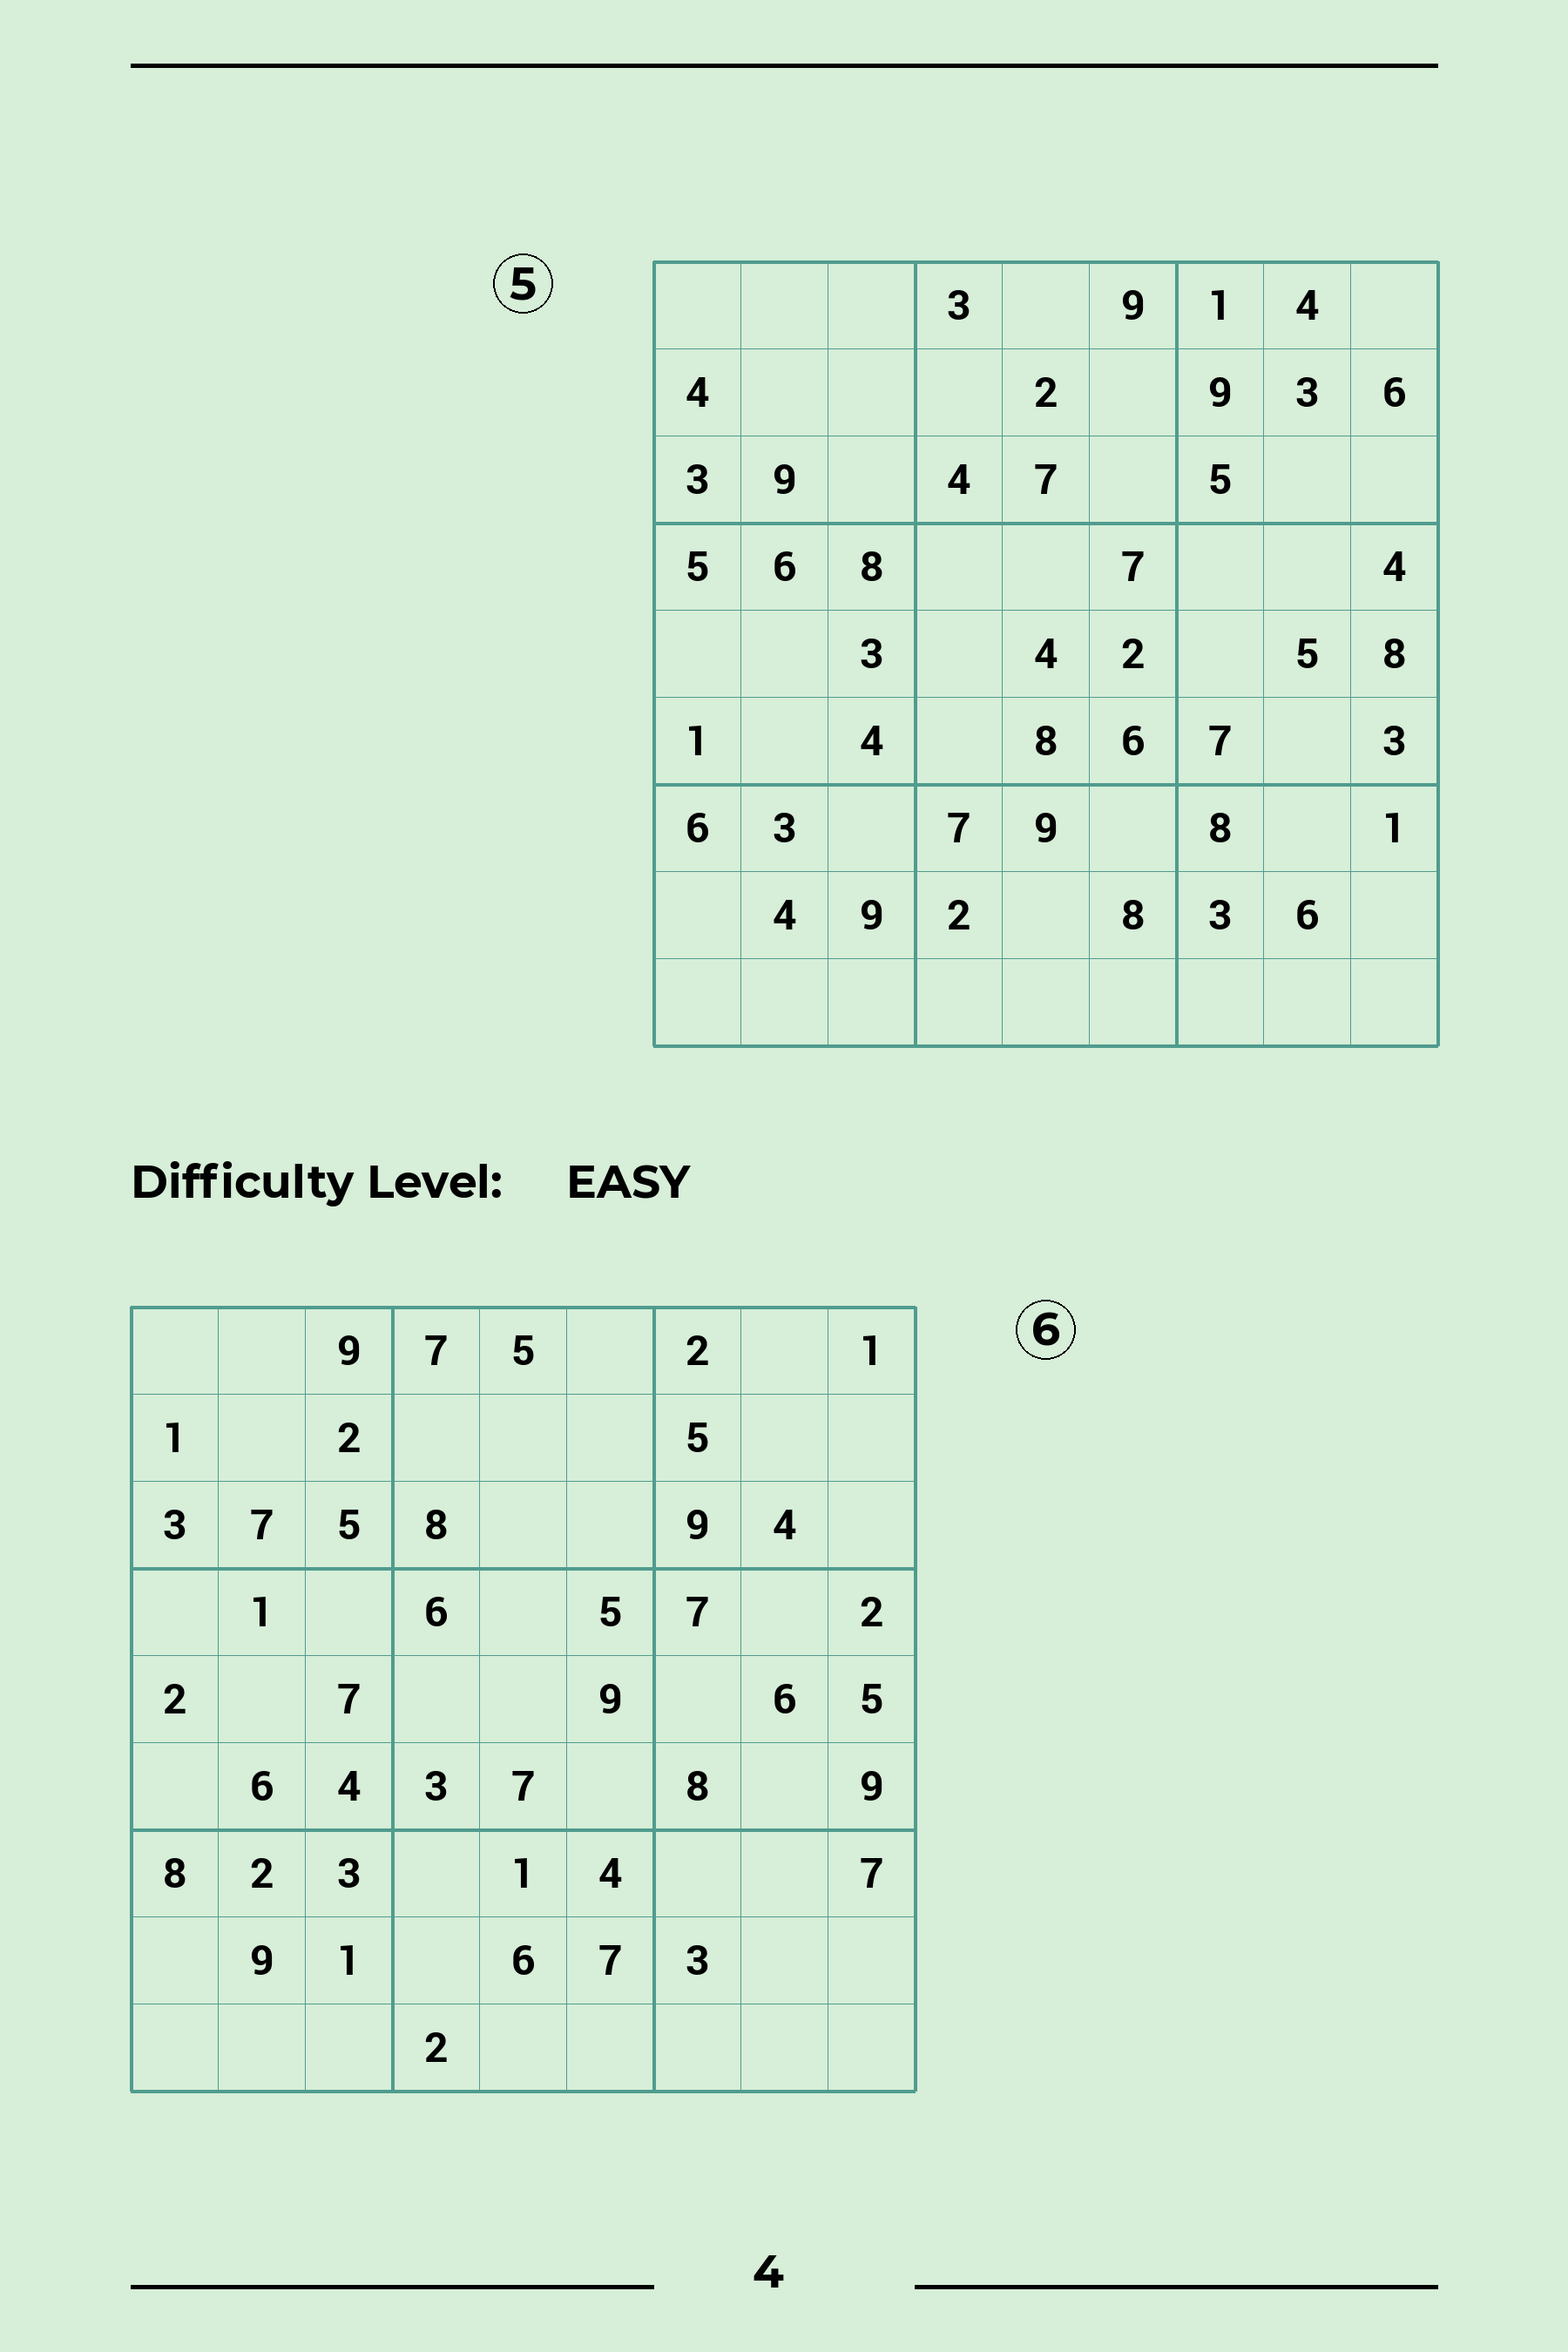 5
3 9 1 4
4 2 9 3 6
3 9 4 7 5
5 6 8 7 4
3 4 2 5 8
1 4 8 6 7 3
6 3 7 9 8 1
4 9 2 8 3 6
Difficulty Level: EASY
6
9 7 5 2 1
1 2 5
3 7 5 8 9 4
1 6 5 7 2
2 7 9 6 5
6 4 3 7 8 9
8 2 3 1 4 7
9 1 6 7 3
2
4